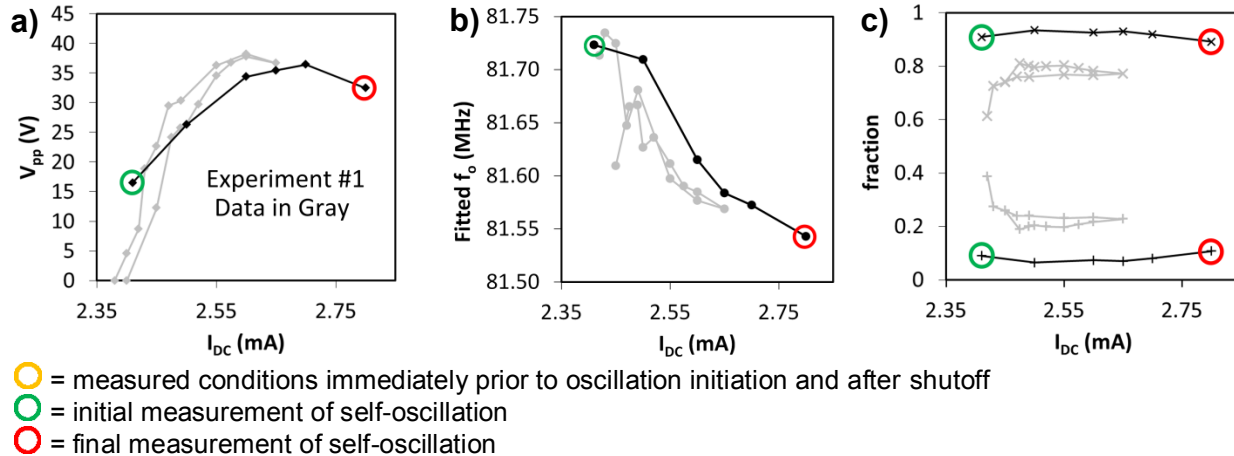 a)
V_pp (V)
45
40
35
30
25
20
15
10
5
0
Experiment #1
Data in Gray
2.35
2.55
2.75
I_DC (mA)
b)
Fitted f_o (MHz)
81.75
81.70
81.65
81.60
81.55
81.50
2.35
2.55
2.75
I_DC (mA)
c)
fraction
1
0.8
0.6
0.4
0.2
0
2.35
2.55
2.75
I_DC (mA)
= measured conditions immediately prior to oscillation initiation and after shutoff
= initial measurement of self-oscillation
= final measurement of self-oscillation